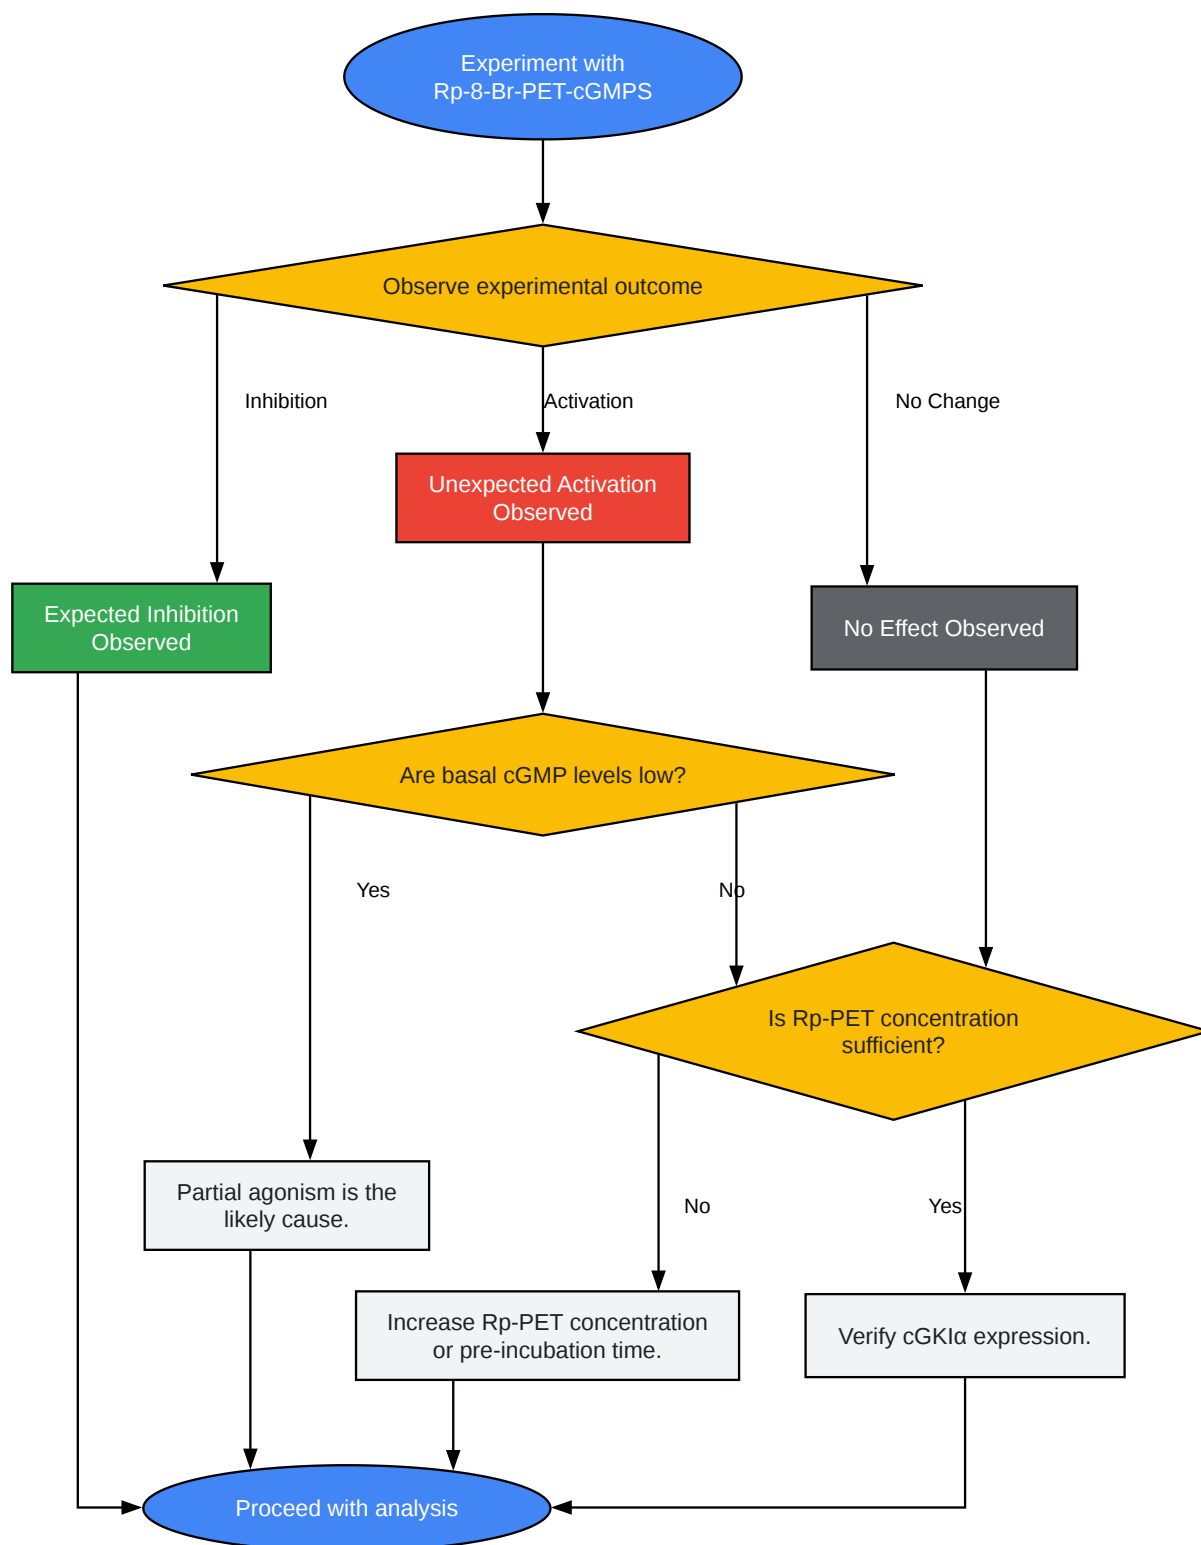 Experiment with
Rp-8-Br-PET-cGMPS
Observe experimental outcome
Inhibition
Activation
No Change
Unexpected Activation
Observed
Expected Inhibition
Observed
No Effect Observed
Are basal cGMP levels low?
Yes
No
Is Rp-PET concentration
sufficient?
Partial agonism is the
likely cause.
No
Yes
Increase Rp-PET concentration
or pre-incubation time.
Verify cGKIα expression.
Proceed with analysis